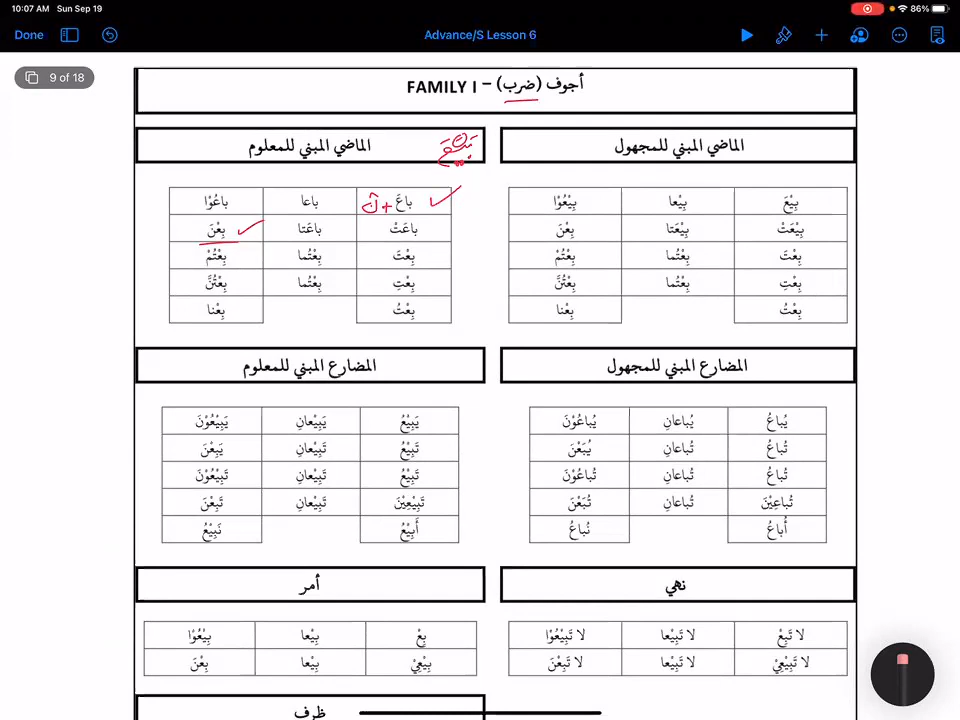 10:07 AM Sun Sep 19 86%
Done Advance/S Lesson 6
9 of 18
أجوف (ضرب) – FAMILY I
الماضي المبني للمجهول الماضي المبني للمعلوم
بِيْعَ بِيْعا بِيْعُوْا باعَ + نَ باعا باعُوْا
بِيْعَتْ بِيْعَتا بِعْنَ باعَتْ باعَتا بِعْنَ
بِعْتَ بِعْتُما بِعْتُمْ بِعْتَ بِعْتُما بِعْتُمْ
بِعْتِ بِعْتُما بِعْتُنَّ بِعْتِ بِعْتُما بِعْتُنَّ
بِعْتُ بِعْنا بِعْتُ بِعْنا
المضارع المبني للمجهول المضارع المبني للمعلوم
يُباعُ يُباعانِ يُباعُوْنَ يَبِيْعُ يَبِيْعانِ يَبِيْعُوْنَ
تُباعُ تُباعانِ يُبَعْنَ تَبِيْعُ تَبِيْعانِ يَبِعْنَ
تُباعُ تُباعانِ تُباعُوْنَ تَبِيْعُ تَبِيْعانِ تَبِيْعُوْنَ
تُباعِيْنَ تُباعانِ تُبَعْنَ تَبِيْعِيْنَ تَبِيْعانِ تَبِعْنَ
أُباعُ نُباعُ أَبِيْعُ نَبِيْعُ
نهي أمر
لا تَبِعْ لا تَبِيْعا لا تَبِيْعُوْا بِعْ بِيْعا بِيْعُوْا
لا تَبِيْعِيْ لا تَبِيْعا لا تَبِعْنَ بِيْعِيْ بِيْعا بِعْنَ
ظرف